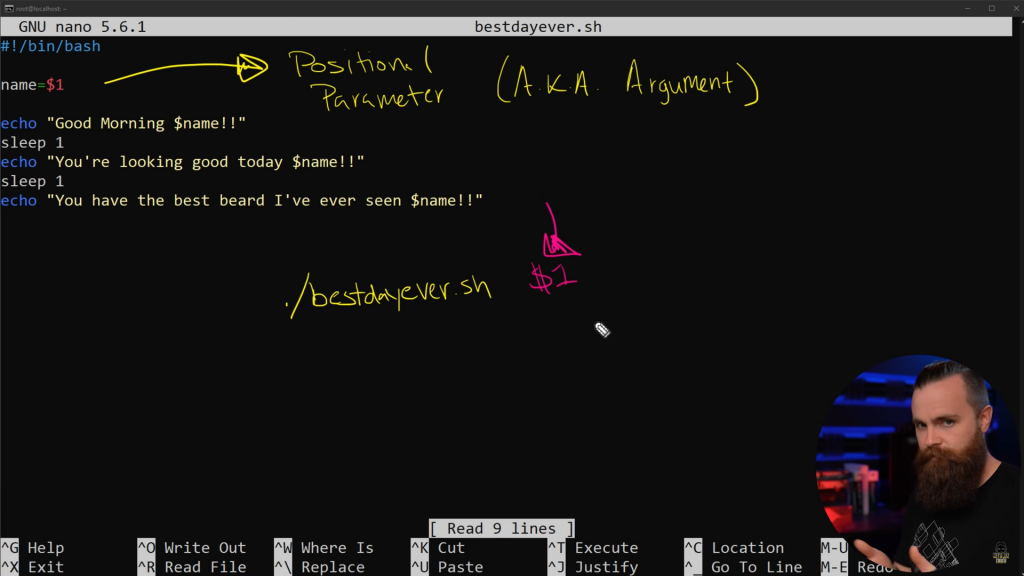 root@localhost:~
GNU nano 5.6.1 bestdayever.sh
#!/bin/bash
Positional
Parameter
(A.K.A. Argument)
name=$1
echo "Good Morning $name!!"
sleep 1
echo "You're looking good today $name!!"
sleep 1
echo "You have the best beard I've ever seen $name!!"
./bestdayever.sh $1
[ Read 9 lines ]
^G Help ^O Write Out ^W Where Is ^K Cut ^T Execute ^C Location M-U
^X Exit ^R Read File ^\ Replace ^U Paste ^J Justify ^_ Go To Line M-E Redo